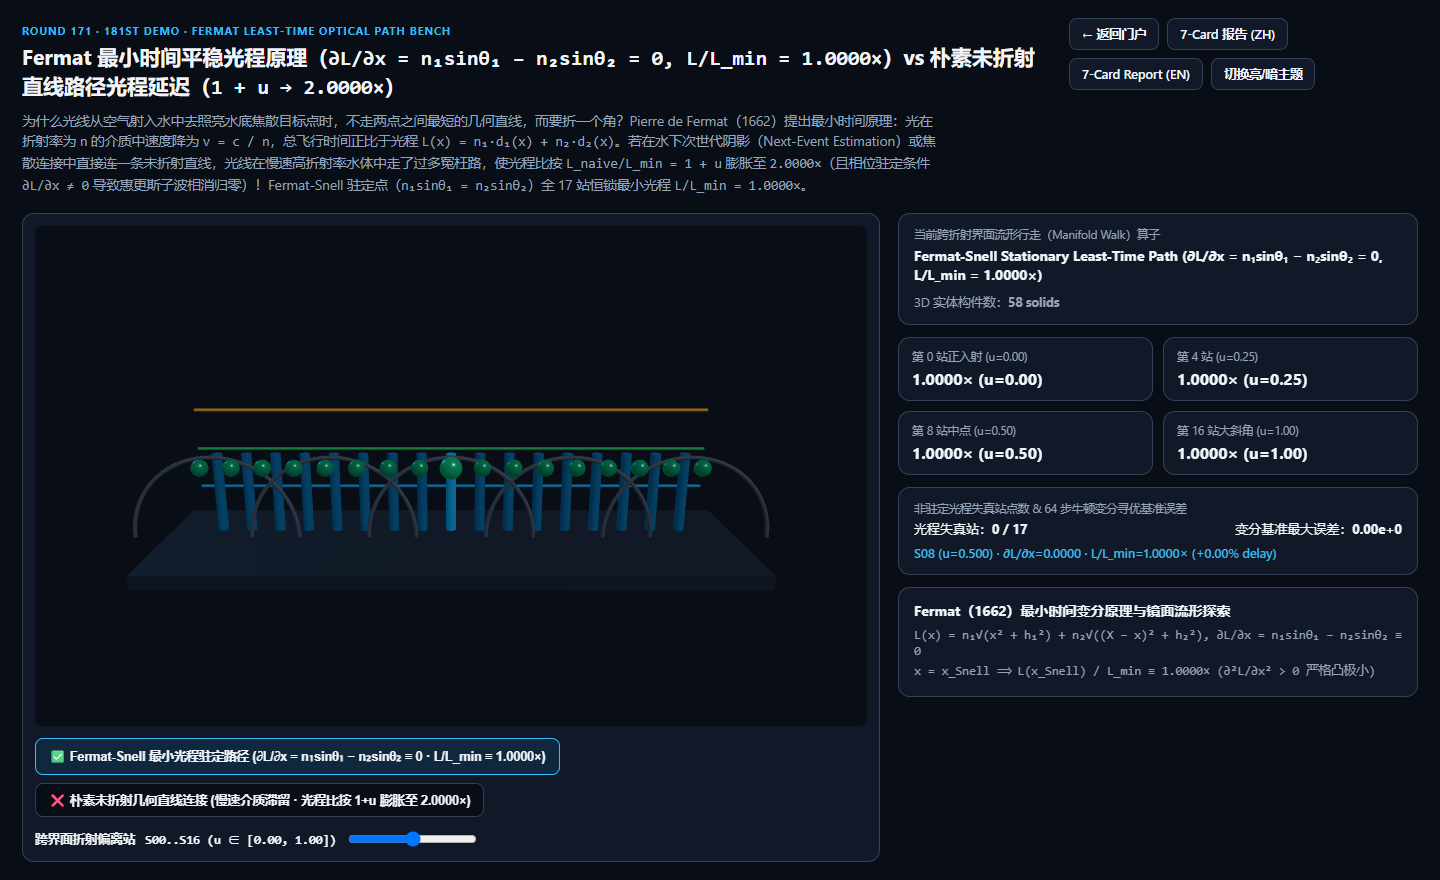 ROUND 171 · 181ST DEMO · FERMAT LEAST-TIME OPTICAL PATH BENCH
Fermat 最小时间平稳光程原理（∂L/∂x = n₁sinθ₁ − n₂sinθ₂ = 0, L/L_min = 1.0000×）vs 朴素未折射
直线路径光程延迟（1 + u → 2.0000×）
为什么光线从空气射入水中去照亮水底焦散目标点时，不走两点之间最短的几何直线，而要折一个角？Pierre de Fermat（1662）提出最小时间原理：光在
折射率为 n 的介质中速度降为 v = c / n，总飞行时间正比于光程 L(x) = n₁·d₁(x) + n₂·d₂(x)。若在水下次世代阴影（Next-Event Estimation）或焦
散连接中直接连一条未折射直线，光线在慢速高折射率水体中走了过多冤枉路，使光程比按 L_naive/L_min = 1 + u 膨胀至 2.0000×（且相位驻定条件
∂L/∂x ≠ 0 导致惠更斯子波相消归零）！Fermat-Snell 驻定点（n₁sinθ₁ = n₂sinθ₂）全 17 站恒锁最小光程 L/L_min = 1.0000×。
← 返回门户
7-Card 报告 (ZH)
7-Card Report (EN)
切换亮/暗主题
✅ Fermat-Snell 最小光程驻定路径 (∂L/∂x = n₁sinθ₁ − n₂sinθ₂ ≡ 0 · L/L_min ≡ 1.0000×)
❌ 朴素未折射几何直线连接 (慢速介质滞留 · 光程比按 1+u 膨胀至 2.0000×)
跨界面折射偏离站 S00..S16 (u ∈ [0.00, 1.00])
当前跨折射界面流形行走（Manifold Walk）算子
Fermat-Snell Stationary Least-Time Path (∂L/∂x = n₁sinθ₁ − n₂sinθ₂ = 0,
L/L_min = 1.0000×)
3D 实体构件数：58 solids
第 0 站正入射 (u=0.00)
1.0000× (u=0.00)
第 4 站 (u=0.25)
1.0000× (u=0.25)
第 8 站中点 (u=0.50)
1.0000× (u=0.50)
第 16 站大斜角 (u=1.00)
1.0000× (u=1.00)
非驻定光程失真站点数 & 64 步牛顿变分寻优基准误差
光程失真站：0 / 17
变分基准最大误差：0.00e+0
S08 (u=0.500) · ∂L/∂x=0.0000 · L/L_min=1.0000× (+0.00% delay)
Fermat（1662）最小时间变分原理与镜面流形探索
L(x) = n₁√(x² + h₁²) + n₂√((X − x)² + h₂²), ∂L/∂x = n₁sinθ₁ − n₂sinθ₂ ≡
0
x = x_Snell ⟹ L(x_Snell) / L_min ≡ 1.0000× (∂²L/∂x² > 0 严格凸极小)